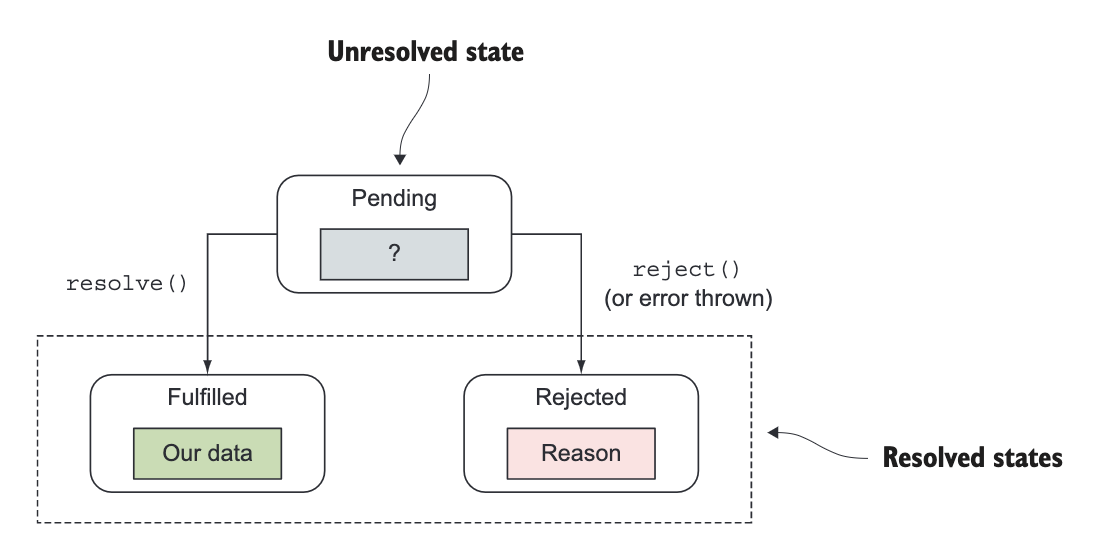 Unresolved state
Pending
?
resolve()
reject()
(or error thrown)
Fulfilled
Our data
Rejected
Reason
Resolved states